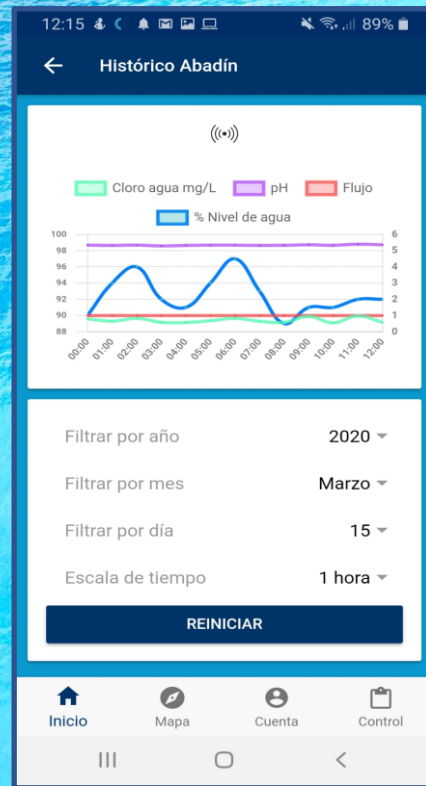 12:15 89%
Histórico Abadín
Cloro agua mg/L pH Flujo
% Nivel de agua
100 6
98 5
96 4
94 3
92 2
90 1
88 0
00:00 01:00 02:00 03:00 04:00 05:00 06:00 07:00 08:00 09:00 10:00 11:00 12:00
Filtrar por año 2020
Filtrar por mes Marzo
Filtrar por día 15
Escala de tiempo 1 hora
REINICIAR
Inicio Mapa Cuenta Control